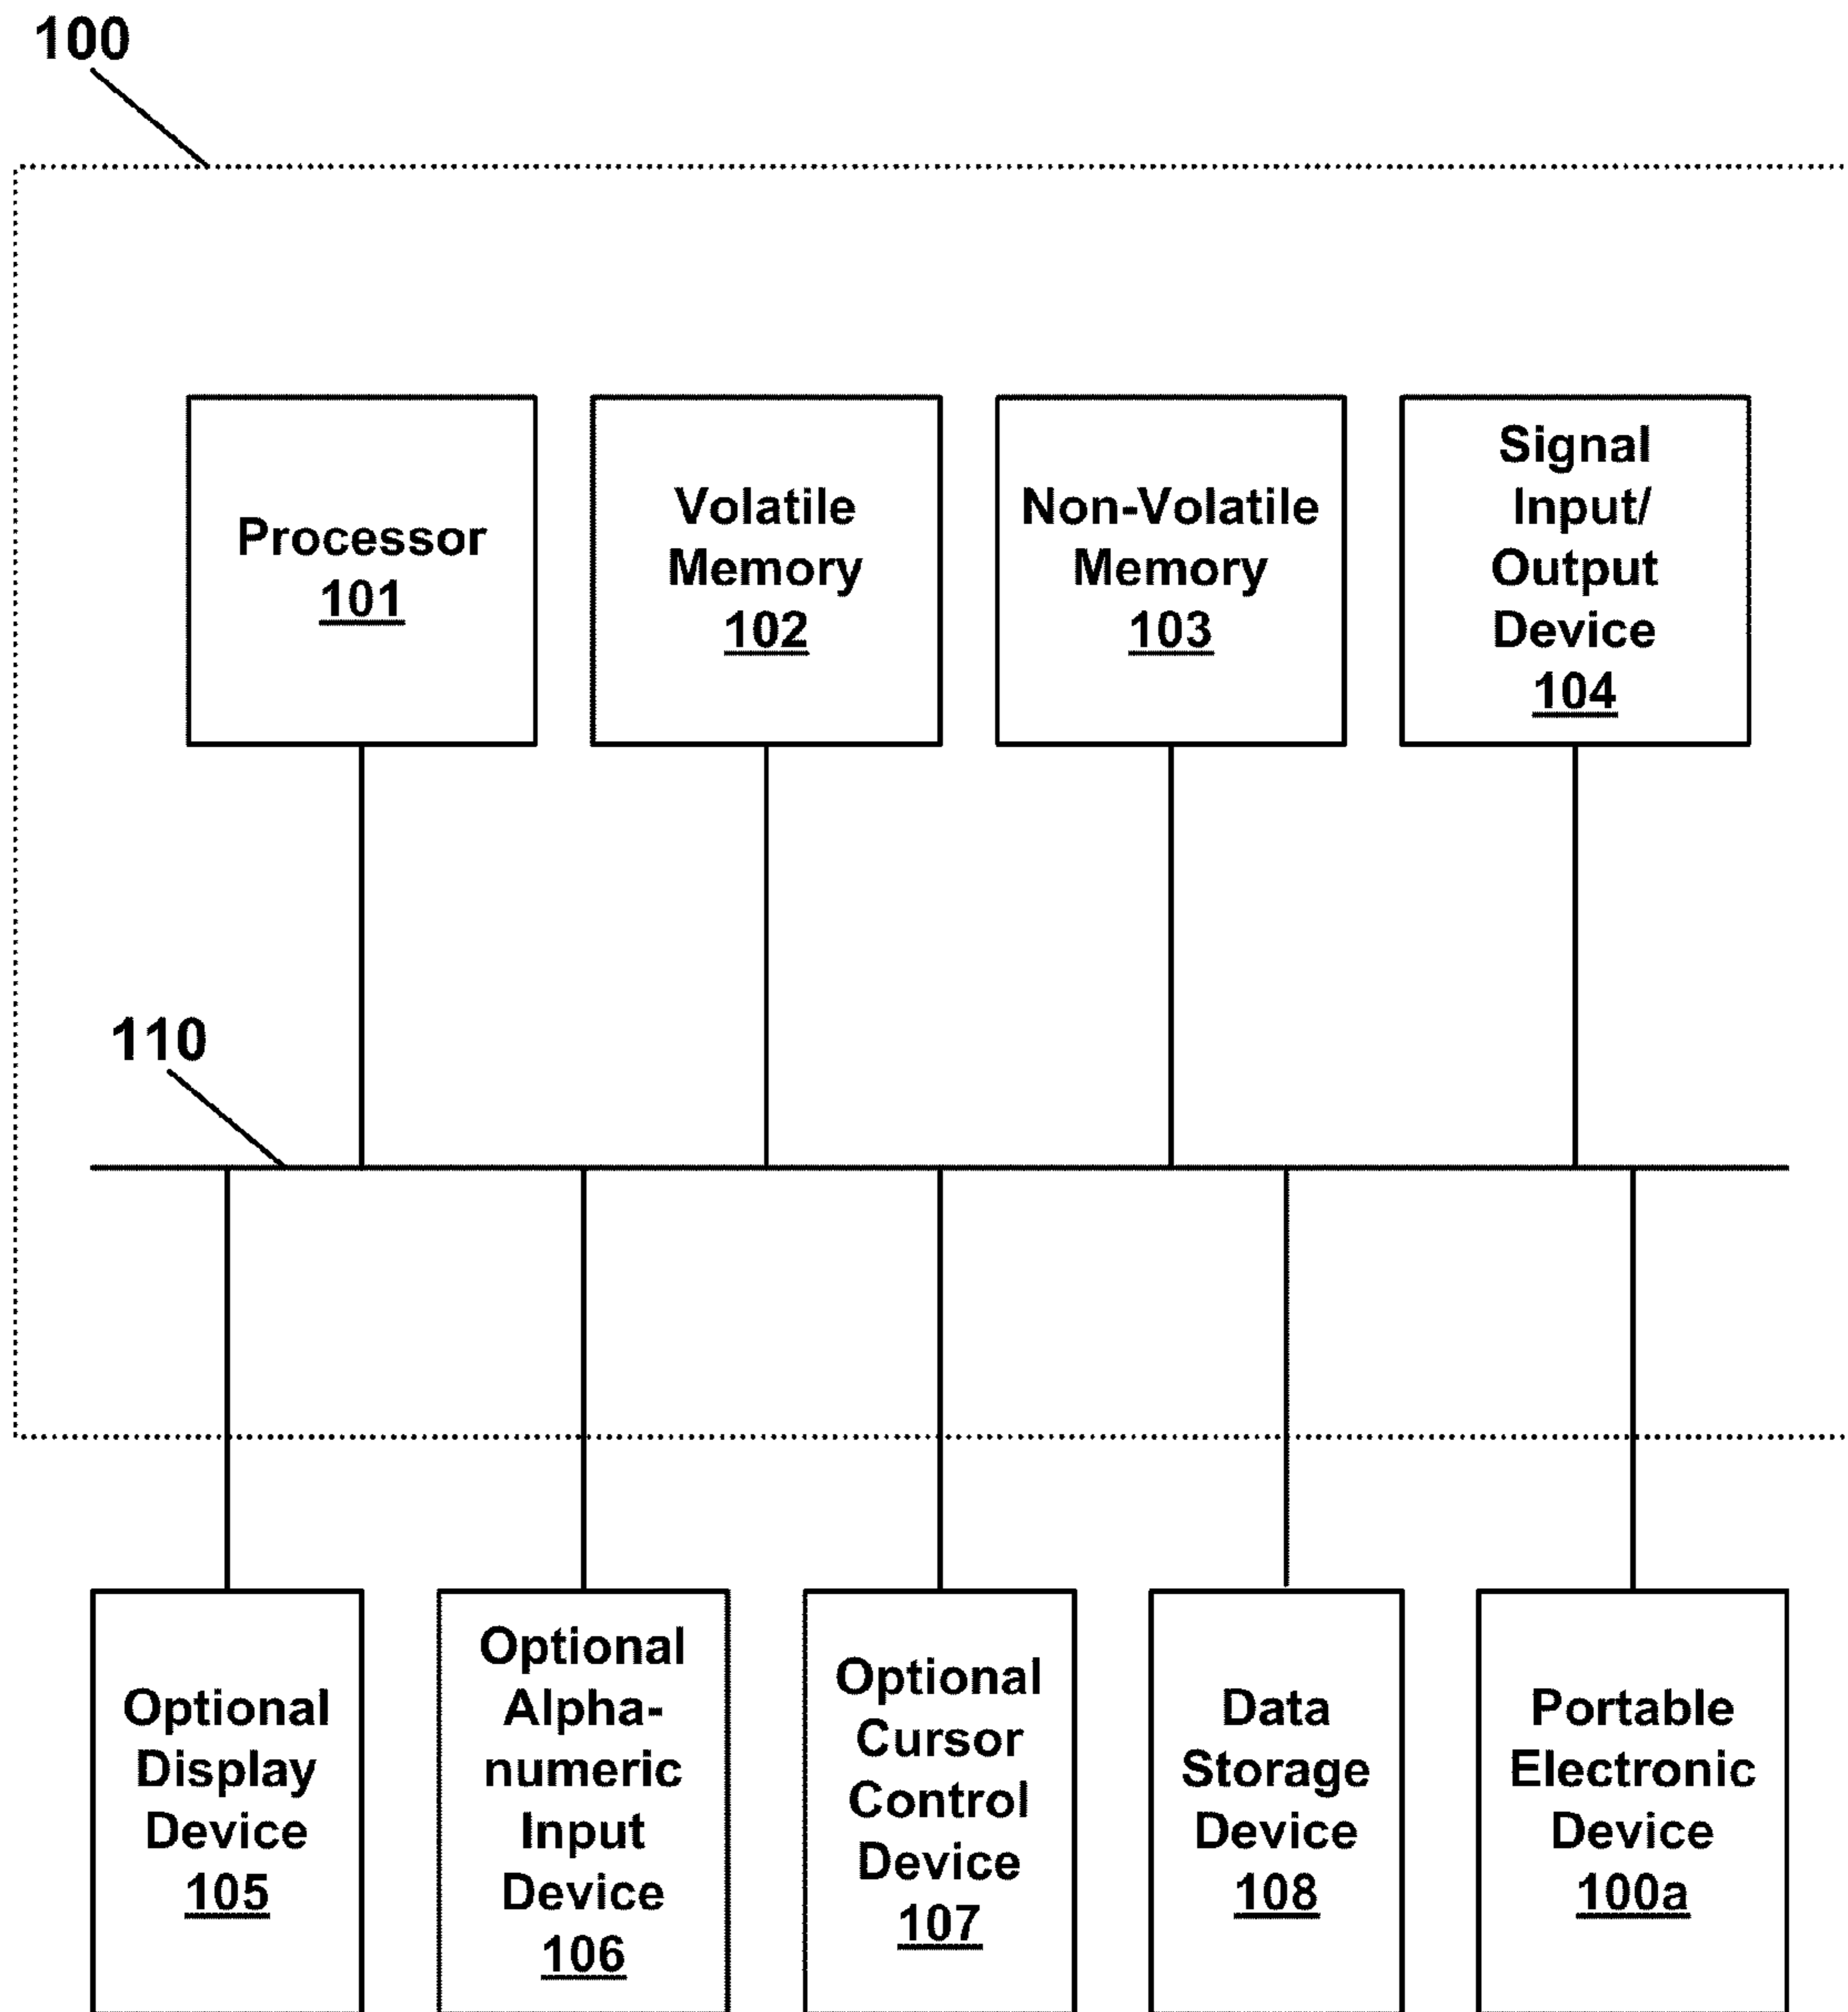 100
Processor
101
Volatile
Memory
102
Non-Volatile
Memory
103
Signal
Input/
Output
Device
104
110
Optional
Display
Device
105
Optional
Alpha-
numeric
Input
Device
106
Optional
Cursor
Control
Device
107
Data
Storage
Device
108
Portable
Electronic
Device
100a